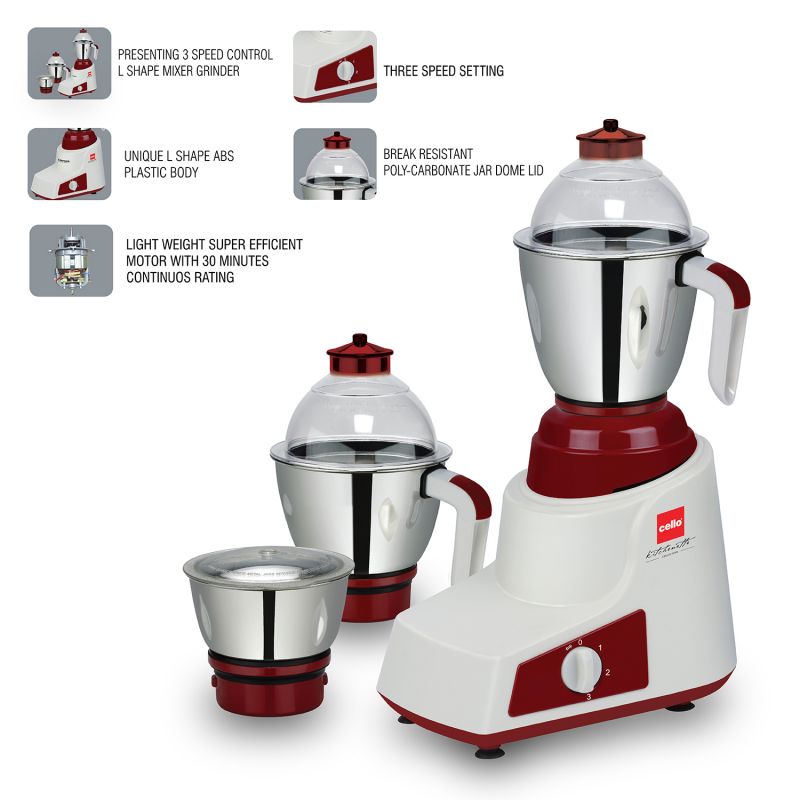 PRESENTING 3 SPEED CONTROL
L SHAPE MIXER GRINDER
THREE SPEED SETTING
UNIQUE L SHAPE ABS
PLASTIC BODY
BREAK RESISTANT
POLY-CARBONATE JAR DOME LID
LIGHT WEIGHT SUPER EFFICIENT
MOTOR WITH 30 MINUTES
CONTINUOS RATING
cello
kitchenette
0
1
2
3